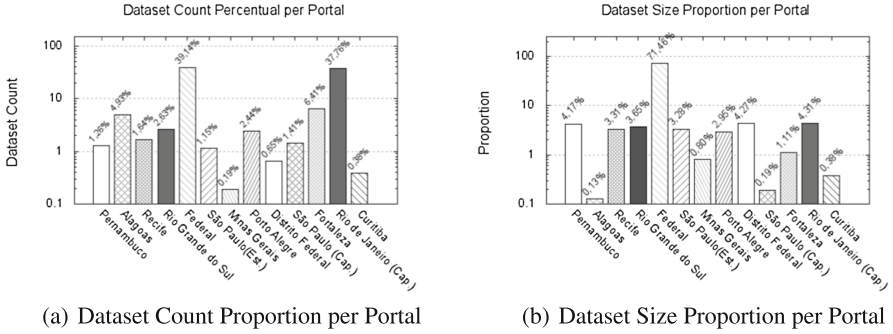 Dataset Count Percentual per Portal
Dataset Count
100
10
1
0.1
1,26%
4,93%
1,64%
2,63%
39,14%
1,15%
0,19%
2,44%
0,65%
1,41%
6,41%
37,76%
0,38%
Pernambuco
Alagoas
Recife
Rio Grande do Sul
Federal
São Paulo(Est.)
Minas Gerais
Porto Alegre
Distrito Federal
São Paulo (Cap.)
Fortaleza
Rio de Janeiro (Cap.)
Curitiba
(a) Dataset Count Proportion per Portal
Dataset Size Proportion per Portal
Proportion
100
10
1
0.1
4,17%
0,13%
3,31%
3,65%
71,46%
3,28%
0,80%
2,95%
4,27%
0,19%
1,11%
4,31%
0,38%
Pernambuco
Alagoas
Recife
Rio Grande do Sul
Federal
São Paulo(Est.)
Minas Gerais
Porto Alegre
Distrito Federal
São Paulo (Cap.)
Fortaleza
Rio de Janeiro (Cap.)
Curitiba
(b) Dataset Size Proportion per Portal